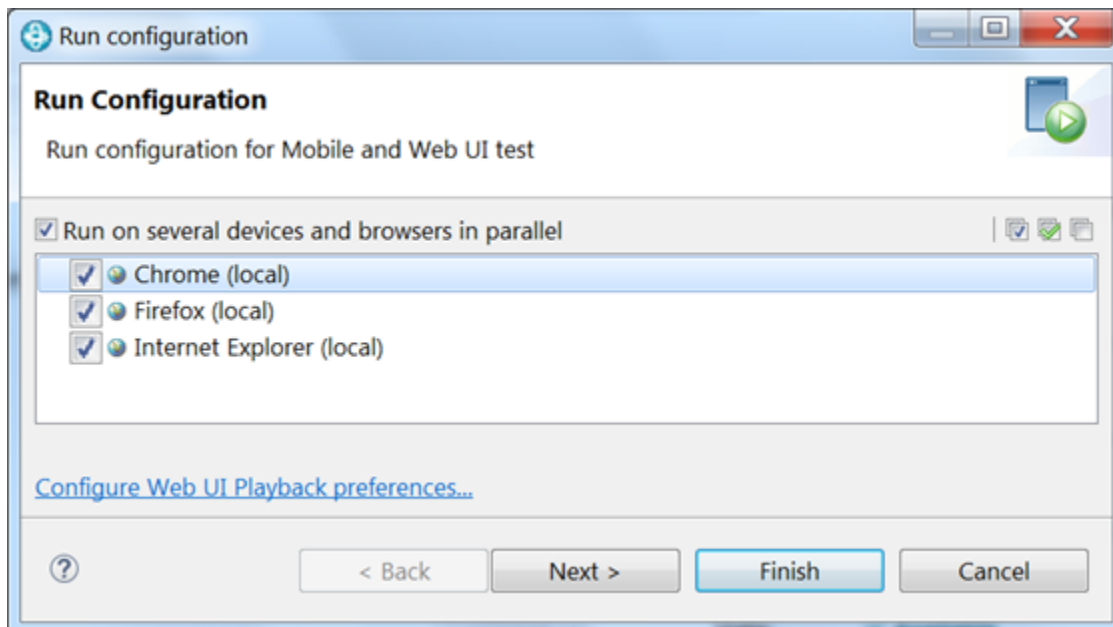 Run configuration
Run Configuration
Run configuration for Mobile and Web UI test
Run on several devices and browsers in parallel
Chrome (local)
Firefox (local)
Internet Explorer (local)
Configure Web UI Playback preferences...
? < Back Next > Finish Cancel